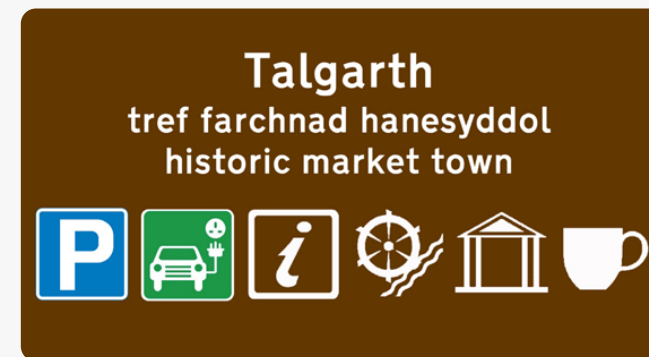 Talgarth
tref farchnad hanesyddol
historic market town
P
i